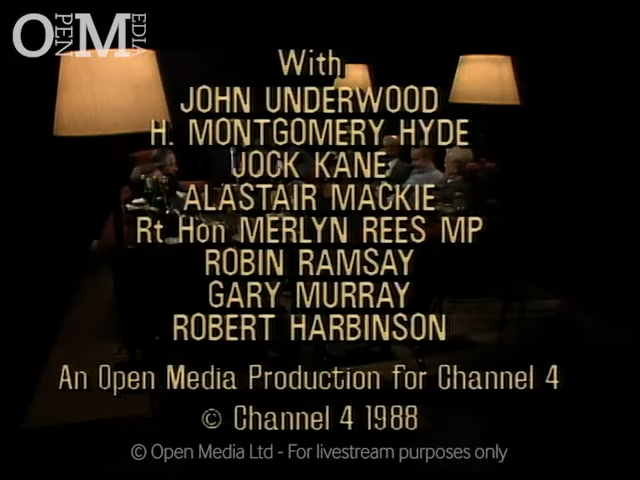 OPEN MEDIA
With
JOHN UNDERWOOD
H. MONTGOMERY HYDE
JOCK KANE
ALASTAIR MACKIE
Rt Hon MERLYN REES MP
ROBIN RAMSAY
GARY MURRAY
ROBERT HARBINSON
An Open Media Production for Channel 4
© Channel 4 1988
© Open Media Ltd - For livestream purposes only